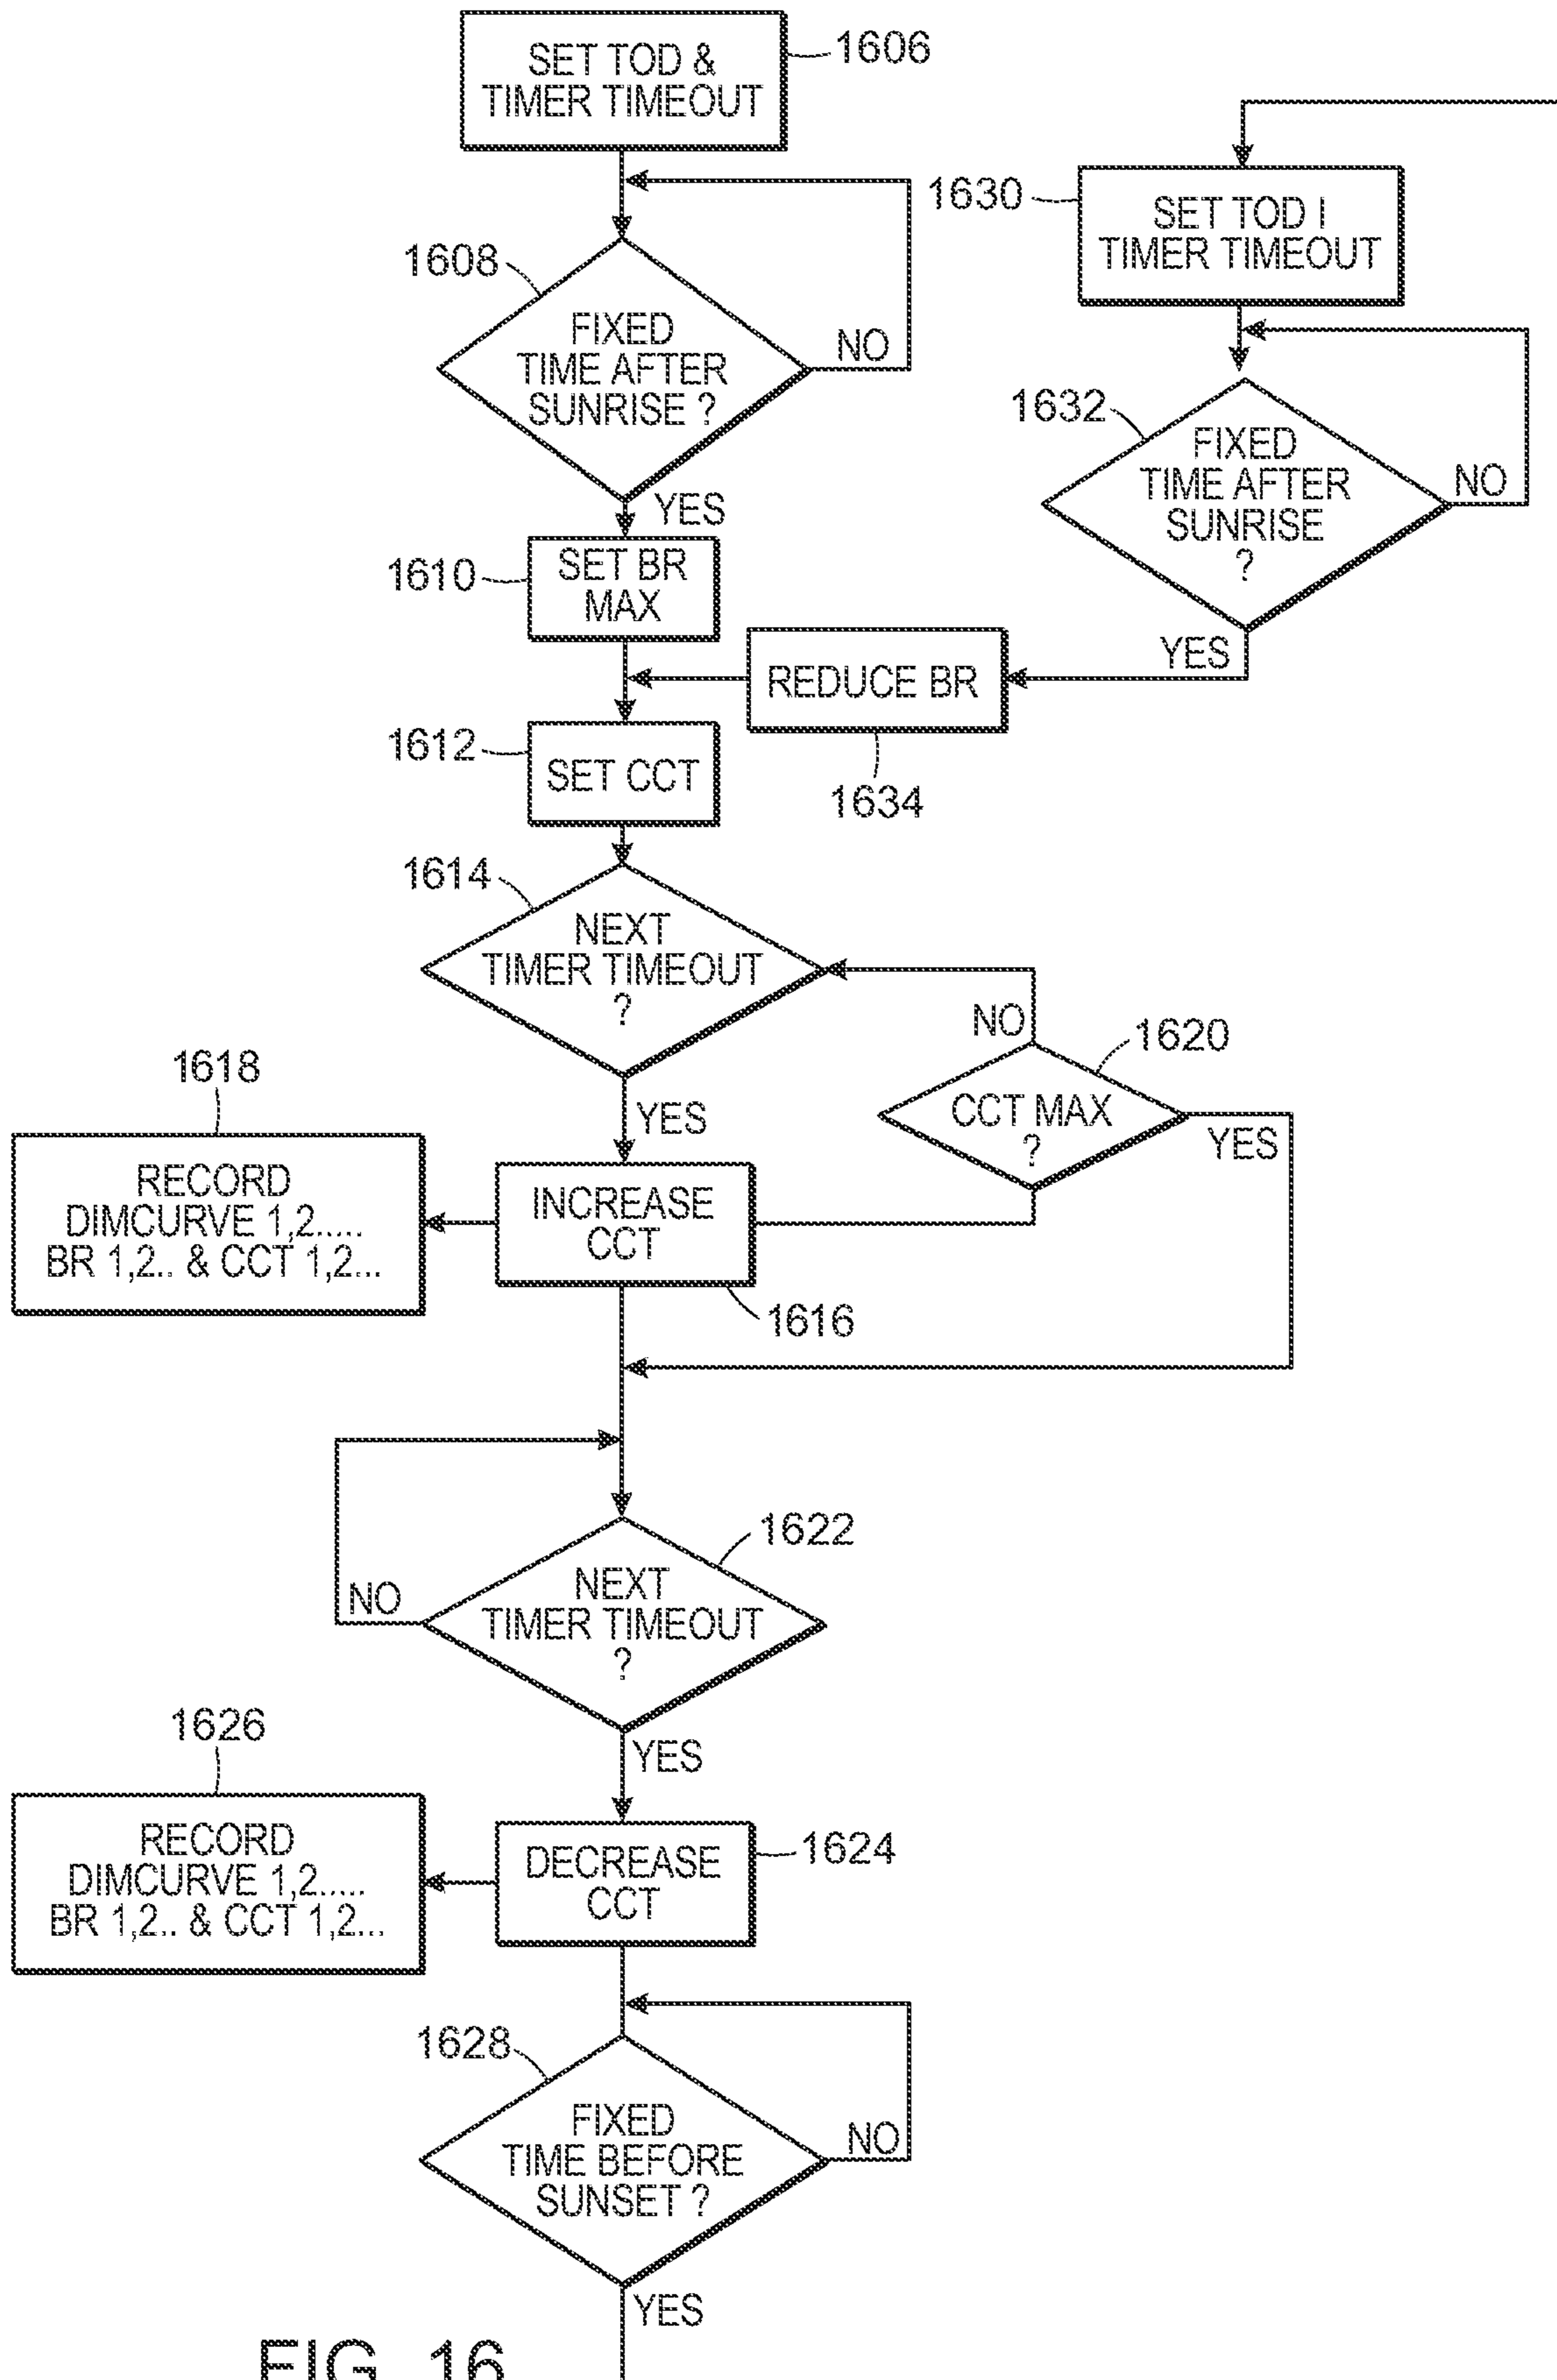 SET TOD &
TIMER TIMEOUT
1606
1630
SET TOD I
TIMER TIMEOUT
1608
FIXED
TIME AFTER
SUNRISE ?
NO
1632
FIXED
TIME AFTER
SUNRISE
?
NO
YES
YES
1610
SET BR
MAX
REDUCE BR
1634
1612
SET CCT
1614
NEXT
TIMER TIMEOUT
?
NO
1620
CCT MAX
?
YES
YES
1618
RECORD
DIMCURVE 1,2.....
BR 1,2.. & CCT 1,2...
INCREASE
CCT
1616
1622
NEXT
TIMER TIMEOUT
?
NO
YES
1626
RECORD
DIMCURVE 1,2.....
BR 1,2.. & CCT 1,2...
DECREASE
CCT
1624
1628
FIXED
TIME BEFORE
SUNSET ?
NO
YES
FIG. 16